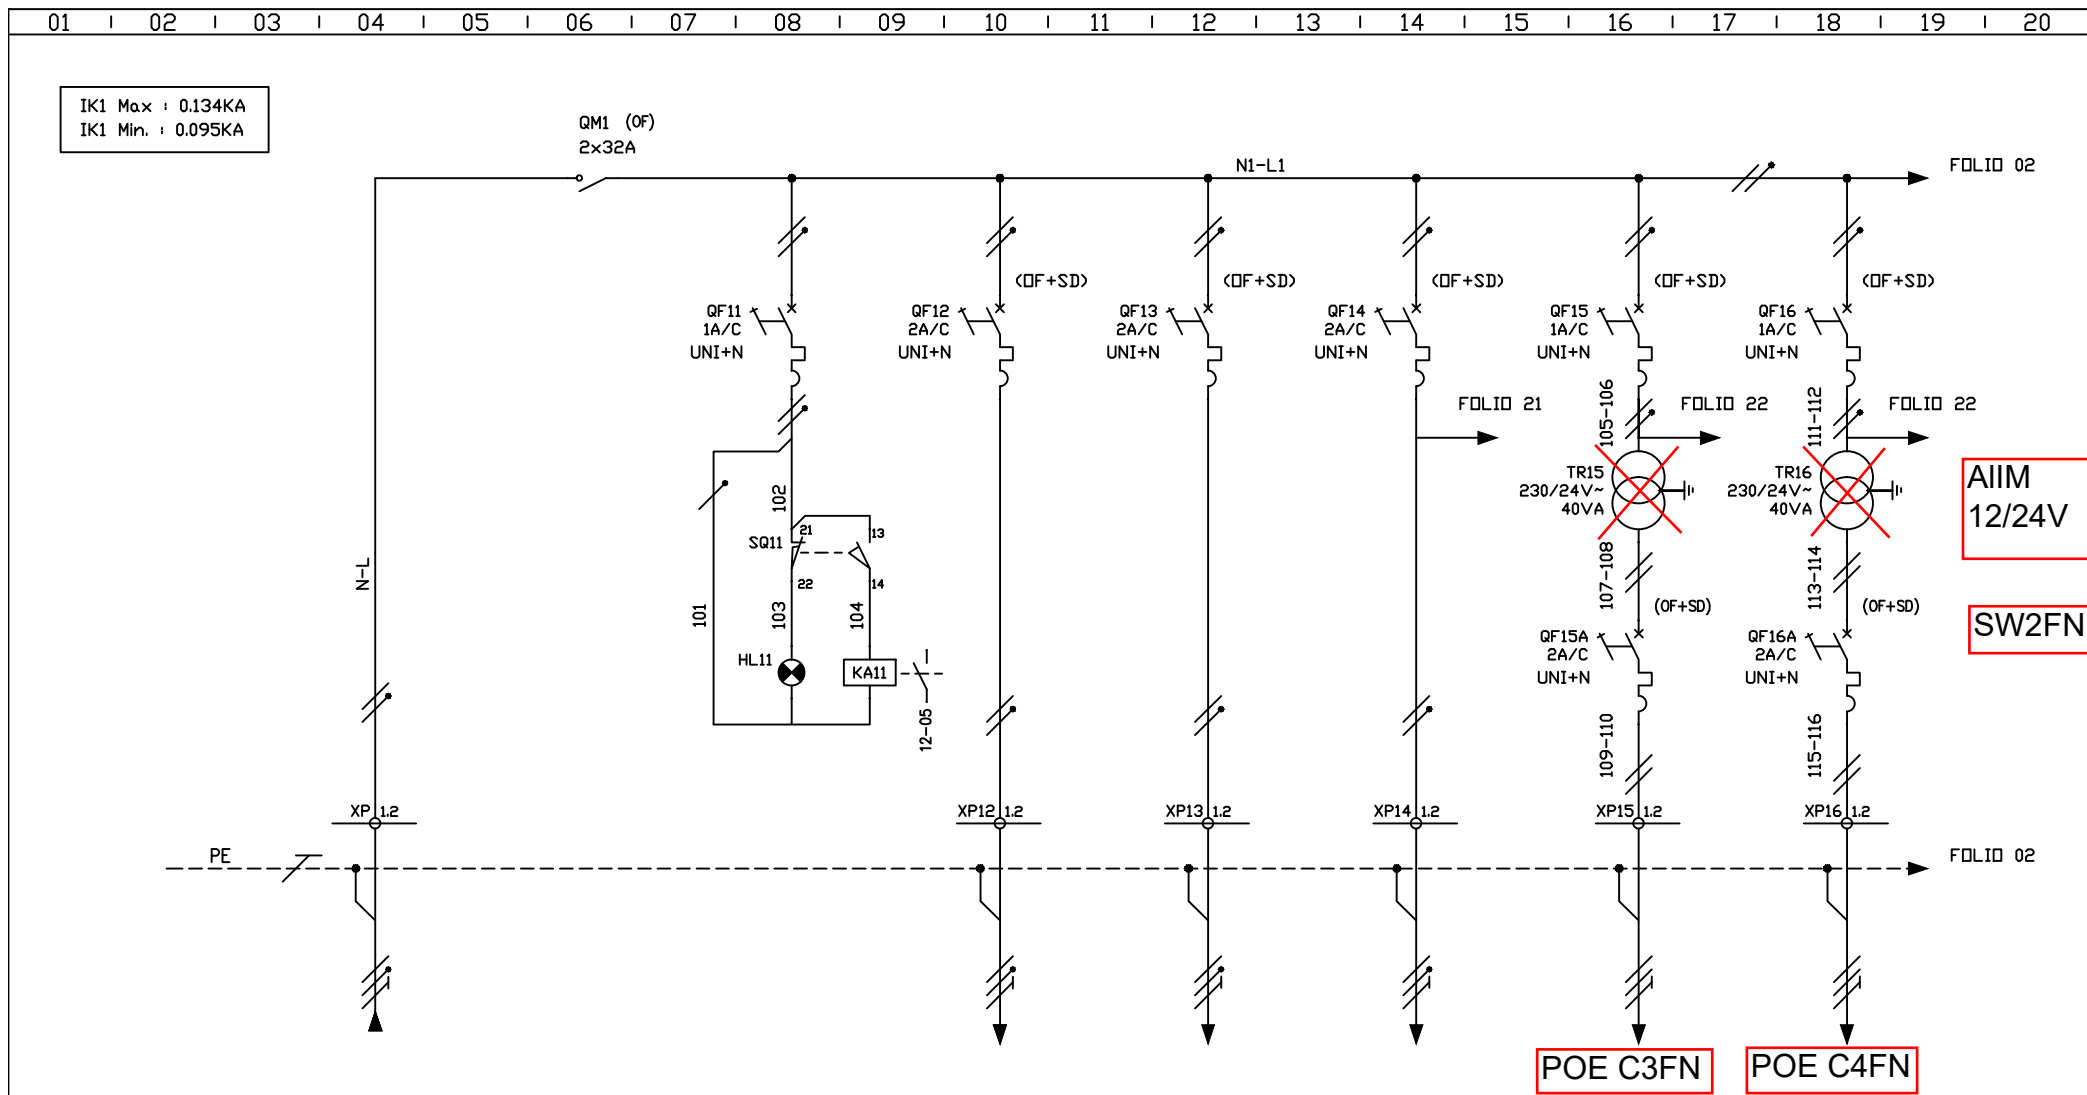 01 02 03 04 05 06 07 08 09 10 11 12 13 14 15 16 17 18 19 20
IK1 Max : 0.134KA
IK1 Min. : 0.095KA
QM1 (OF)
2x32A
N1-L1
FOLIO 02
(OF+SD) (OF+SD) (OF+SD) (OF+SD) (OF+SD)
QF11
1A/C
UNI+N
QF12
2A/C
UNI+N
QF13
2A/C
UNI+N
QF14
2A/C
UNI+N
QF15
1A/C
UNI+N
QF16
1A/C
UNI+N
FOLIO 21
105-106
FOLIO 22
111-112
FOLIO 22
TR15
230/24V~
40VA
TR16
230/24V~
40VA
AIIM
12/24V
102
SQ11
21
13
22
14
N-L
101
103
104
107-108
(OF+SD)
113-114
(OF+SD)
SW2FN
HL11
KA11
12-05
QF15A
2A/C
UNI+N
QF16A
2A/C
UNI+N
109-110
115-116
XP 1.2
XP12 1.2
XP13 1.2
XP14 1.2
XP15 1.2
XP16 1.2
PE
FOLIO 02
POE C3FN
POE C4FN